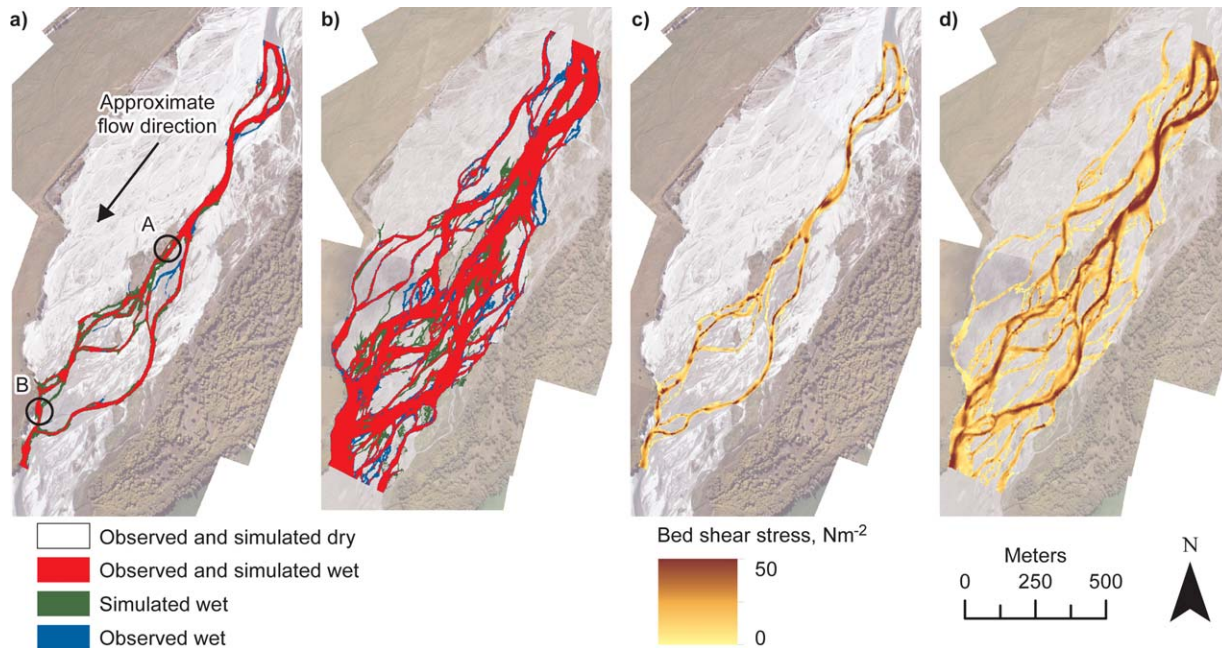 a)
b)
c)
d)
Approximate
flow direction
A
B
Observed and simulated dry
Observed and simulated wet
Simulated wet
Observed wet
Bed shear stress, Nm⁻²
50
0
Meters
0 250 500
N